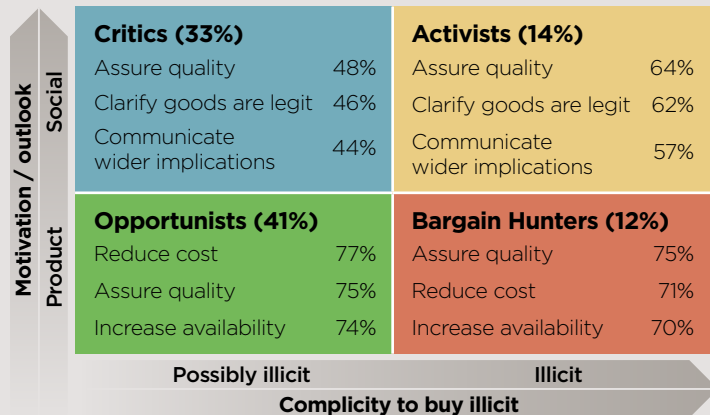 Motivation / outlook
Social
Product
Critics (33%)
Assure quality 48%
Clarify goods are legit 46%
Communicate
wider implications 44%
Activists (14%)
Assure quality 64%
Clarify goods are legit 62%
Communicate
wider implications 57%
Opportunists (41%)
Reduce cost 77%
Assure quality 75%
Increase availability 74%
Bargain Hunters (12%)
Assure quality 75%
Reduce cost 71%
Increase availability 70%
Possibly illicit
Illicit
Complicity to buy illicit